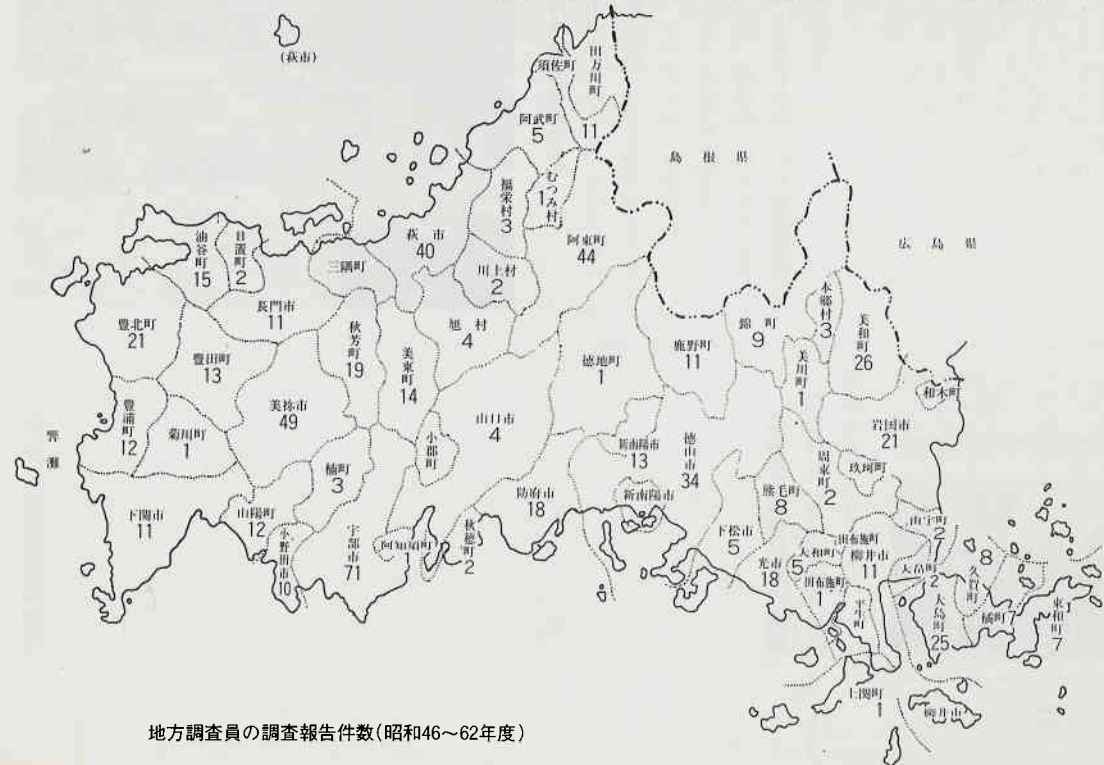 (萩市)
須佐町
田万川町
11
阿武町
5
島根県
広島県
むつみ村
1
福栄村
3
萩市
40
阿東町
44
川上村
2
油谷町
15
日置町
2
三隅町
長門市
11
豊北町
21
豊田町
13
秋芳町
19
美東町
14
旭村
4
徳地町
1
鹿野町
11
錦町
9
本郷村
3
美和町
26
美川町
1
和木町
岩国市
21
豊浦町
12
菊川町
1
美祢市
49
小郡町
山口市
4
新南陽市
13
徳山市
34
周東町
2
玖珂町
響灘
楠町
3
防府市
18
新南陽市
熊毛町
8
由宇町
2
下関市
11
山陽町
12
小野田市
10
宇部市
71
阿知須町
秋穂町
2
下松市
5
光市
18
大和町
5
田布施町
柳井市
11
田布施町
1
平生町
大畠町
2
大島町
25
久賀町
8
橘町7
東和町
7
上関町
1
柳井市
地方調査員の調査報告件数(昭和46~62年度)